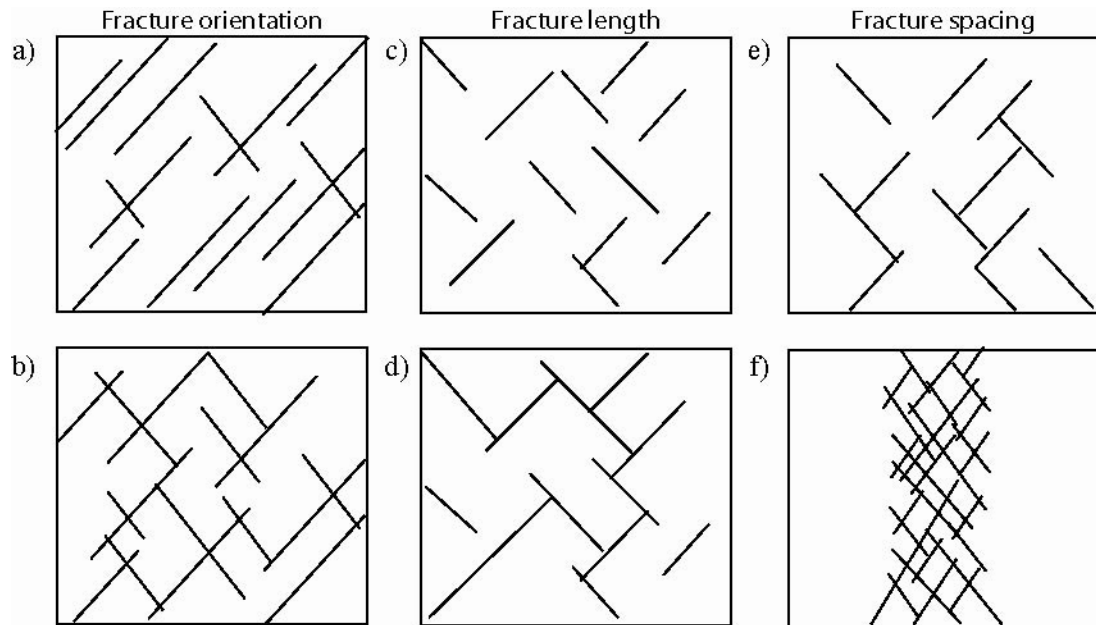 Fracture orientation
Fracture length
Fracture spacing
a)
c)
e)
b)
d)
f)